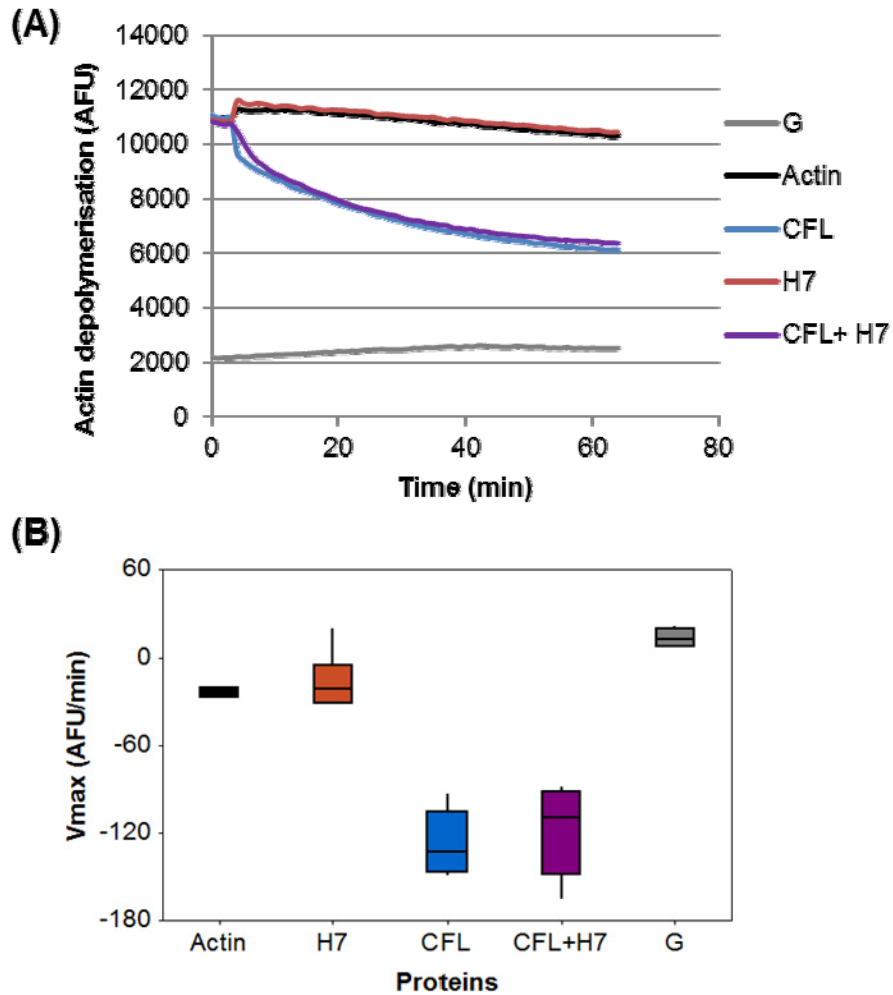 (A)
Actin depolymerisation (AFU)
14000
12000
10000
8000
6000
4000
2000
0
0 20 40 60 80
Time (min)
G
Actin
CFL
H7
CFL+ H7
(B)
Vmax (AFU/min)
60
0
-60
-120
-180
Actin H7 CFL CFL+H7 G
Proteins